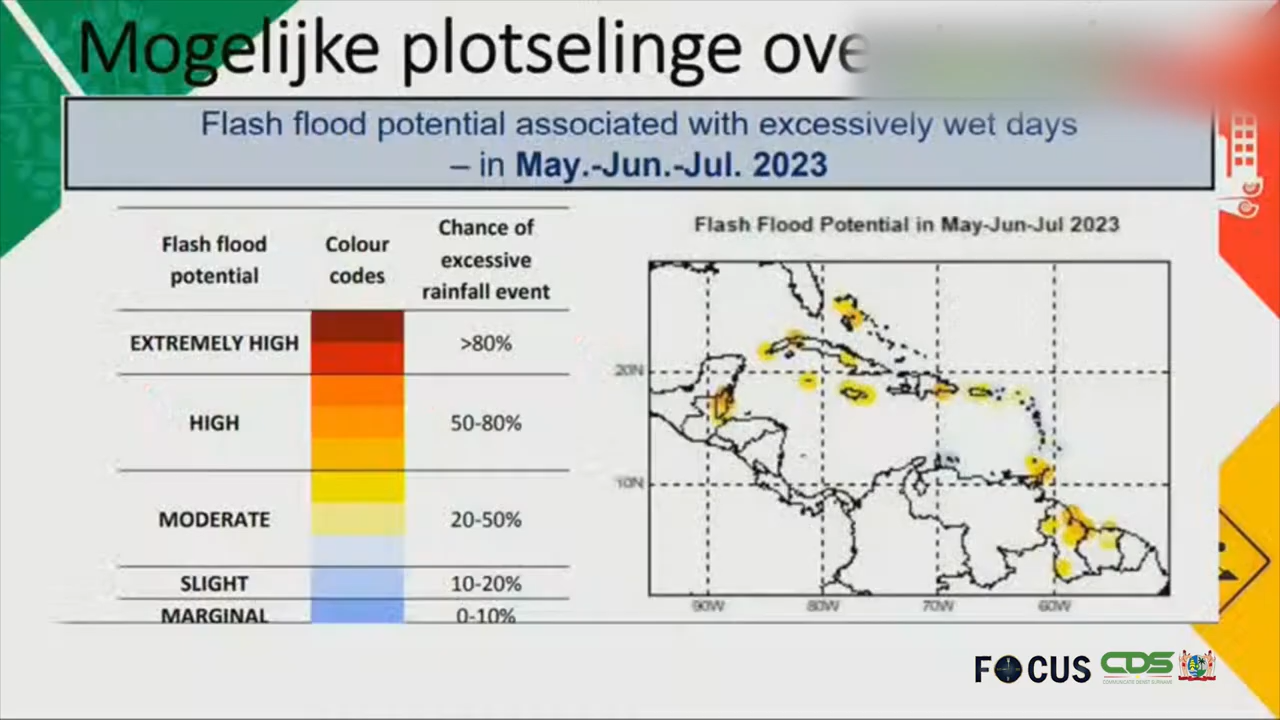 Mogelijke plotselinge ove
Flash flood potential associated with excessively wet days
– in May.-Jun.-Jul. 2023
Flash flood potential
Colour codes
Chance of excessive rainfall event
EXTREMELY HIGH >80%
HIGH 50-80%
MODERATE 20-50%
SLIGHT 10-20%
MARGINAL 0-10%
Flash Flood Potential in May-Jun-Jul 2023
20N
10N
90W 80W 70W 60W
FOCUS CDS
COMMUNICATIE DIENST SURINAME